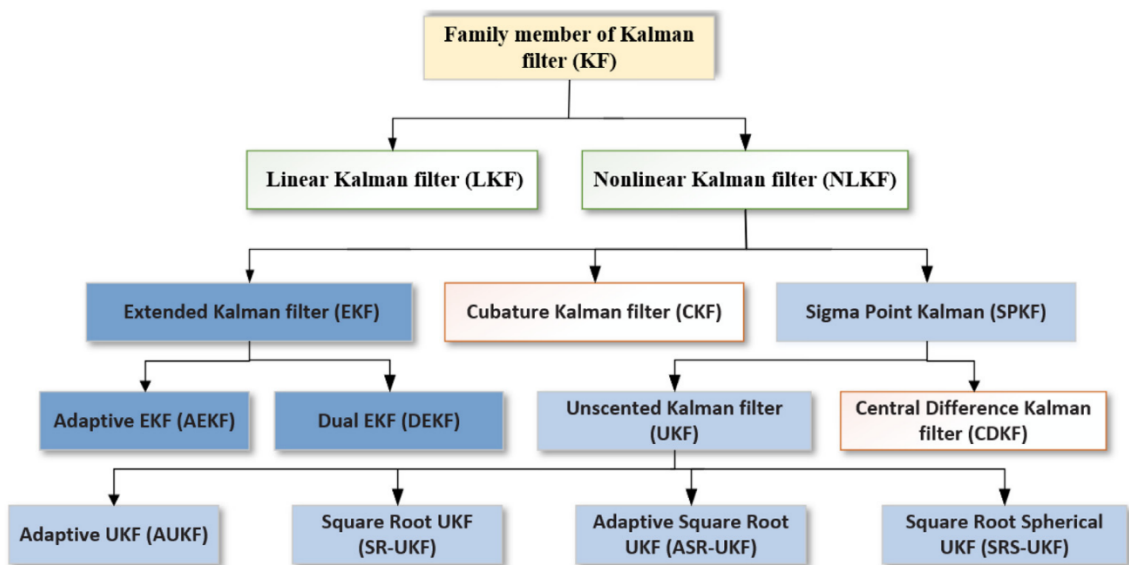 Family member of Kalman
filter (KF)
Linear Kalman filter (LKF)
Nonlinear Kalman filter (NLKF)
Extended Kalman filter (EKF)
Cubature Kalman filter (CKF)
Sigma Point Kalman (SPKF)
Adaptive EKF (AEKF)
Dual EKF (DEKF)
Unscented Kalman filter
(UKF)
Central Difference Kalman
filter (CDKF)
Adaptive UKF (AUKF)
Square Root UKF
(SR-UKF)
Adaptive Square Root
UKF (ASR-UKF)
Square Root Spherical
UKF (SRS-UKF)